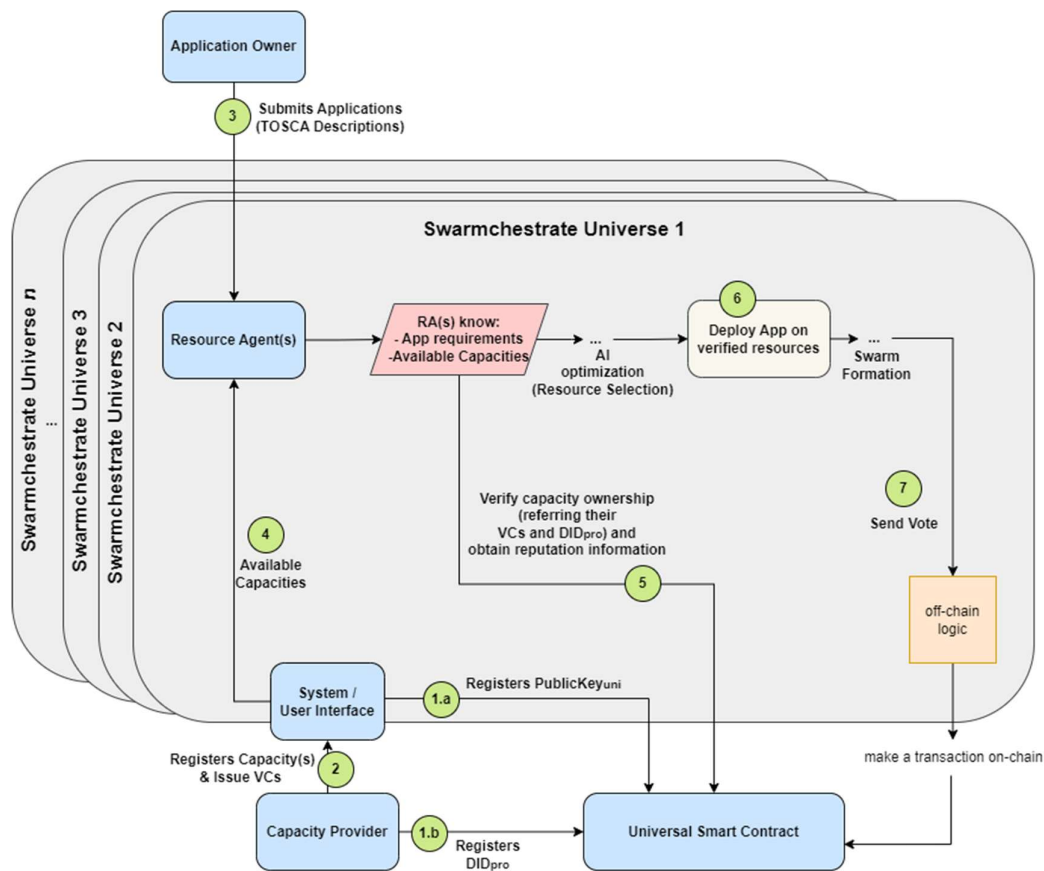 Application Owner
3
Submits Applications
(TOSCA Descriptions)
Swarmchestrate Universe n
...
Swarmchestrate Universe 3
Swarmchestrate Universe 2
Swarmchestrate Universe 1
Resource Agent(s)
RA(s) know:
- App requirements
-Available Capacities
...
AI
optimization
(Resource Selection)
6
Deploy App on
verified resources
...
Swarm
Formation
Verify capacity ownership
(referring their
VCs and DIDpro) and
obtain reputation information
5
7
Send Vote
4
Available
Capacities
off-chain
logic
System /
User Interface
1.a
Registers PublicKeyuni
Registers Capacity(s)
& Issue VCs
2
make a transaction on-chain
Capacity Provider
1.b
Registers
DIDpro
Universal Smart Contract